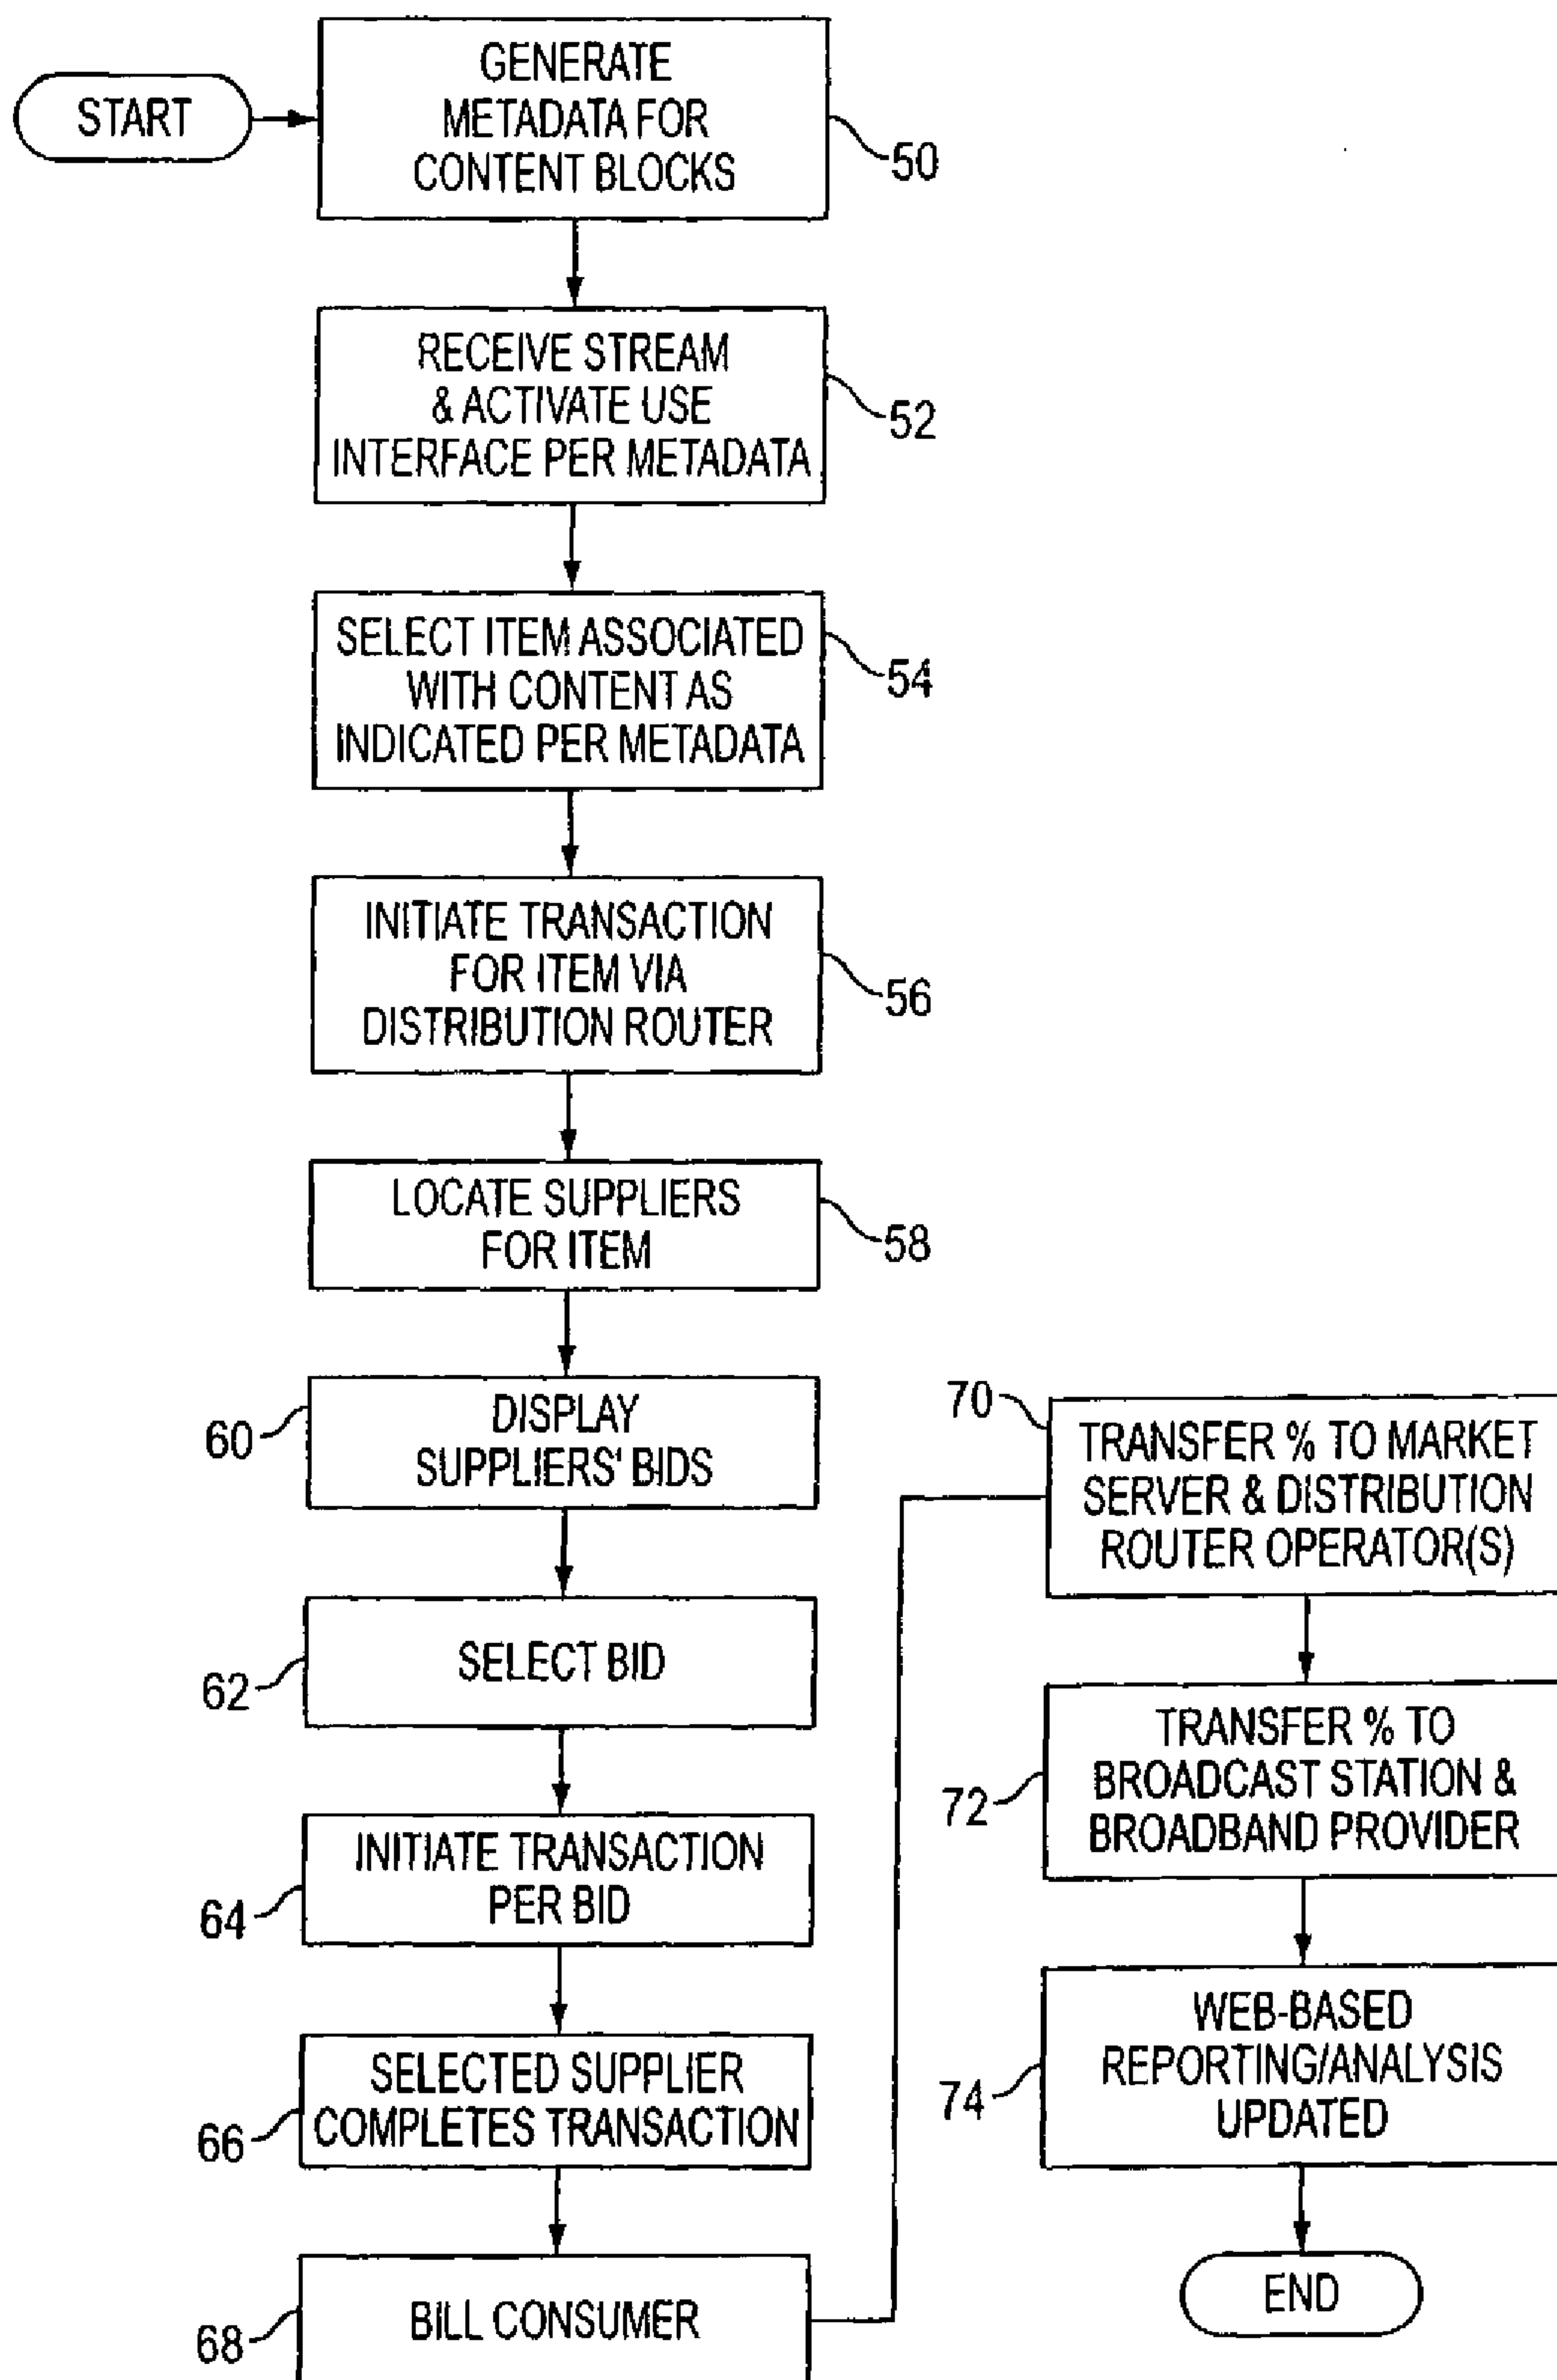 START
GENERATE
METADATA FOR
CONTENT BLOCKS
50
RECEIVE STREAM
& ACTIVATE USE
INTERFACE PER METADATA
52
SELECT ITEM ASSOCIATED
WITH CONTENT AS
INDICATED PER METADATA
54
INITIATE TRANSACTION
FOR ITEM VIA
DISTRIBUTION ROUTER
56
LOCATE SUPPLIERS
FOR ITEM
58
DISPLAY
SUPPLIERS' BIDS
60
SELECT BID
62
INITIATE TRANSACTION
PER BID
64
SELECTED SUPPLIER
COMPLETES TRANSACTION
66
BILL CONSUMER
68
70
TRANSFER % TO MARKET
SERVER & DISTRIBUTION
ROUTER OPERATOR(S)
TRANSFER % TO
BROADCAST STATION &
BROADBAND PROVIDER
72
WEB-BASED
REPORTING/ANALYSIS
UPDATED
74
END